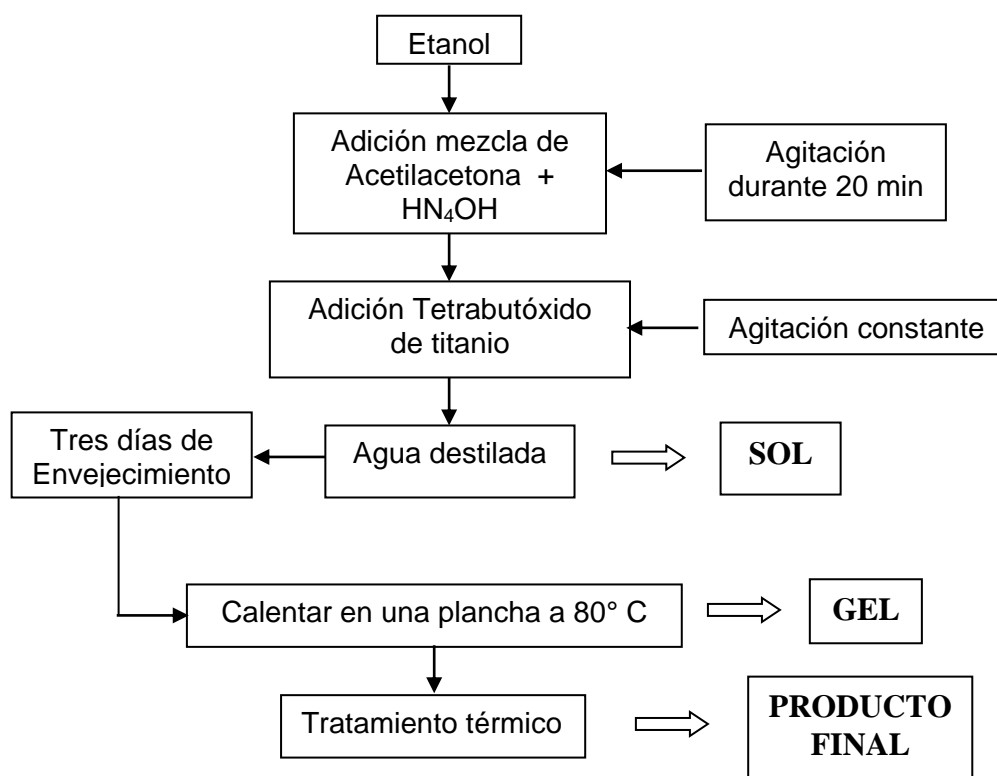 Etanol
Adición mezcla de
Acetilacetona +
HN₄OH
Agitación
durante 20 min
Adición Tetrabutóxido
de titanio
Agitación constante
Tres días de
Envejecimiento
Agua destilada
SOL
Calentar en una plancha a 80° C
GEL
Tratamiento térmico
PRODUCTO
FINAL